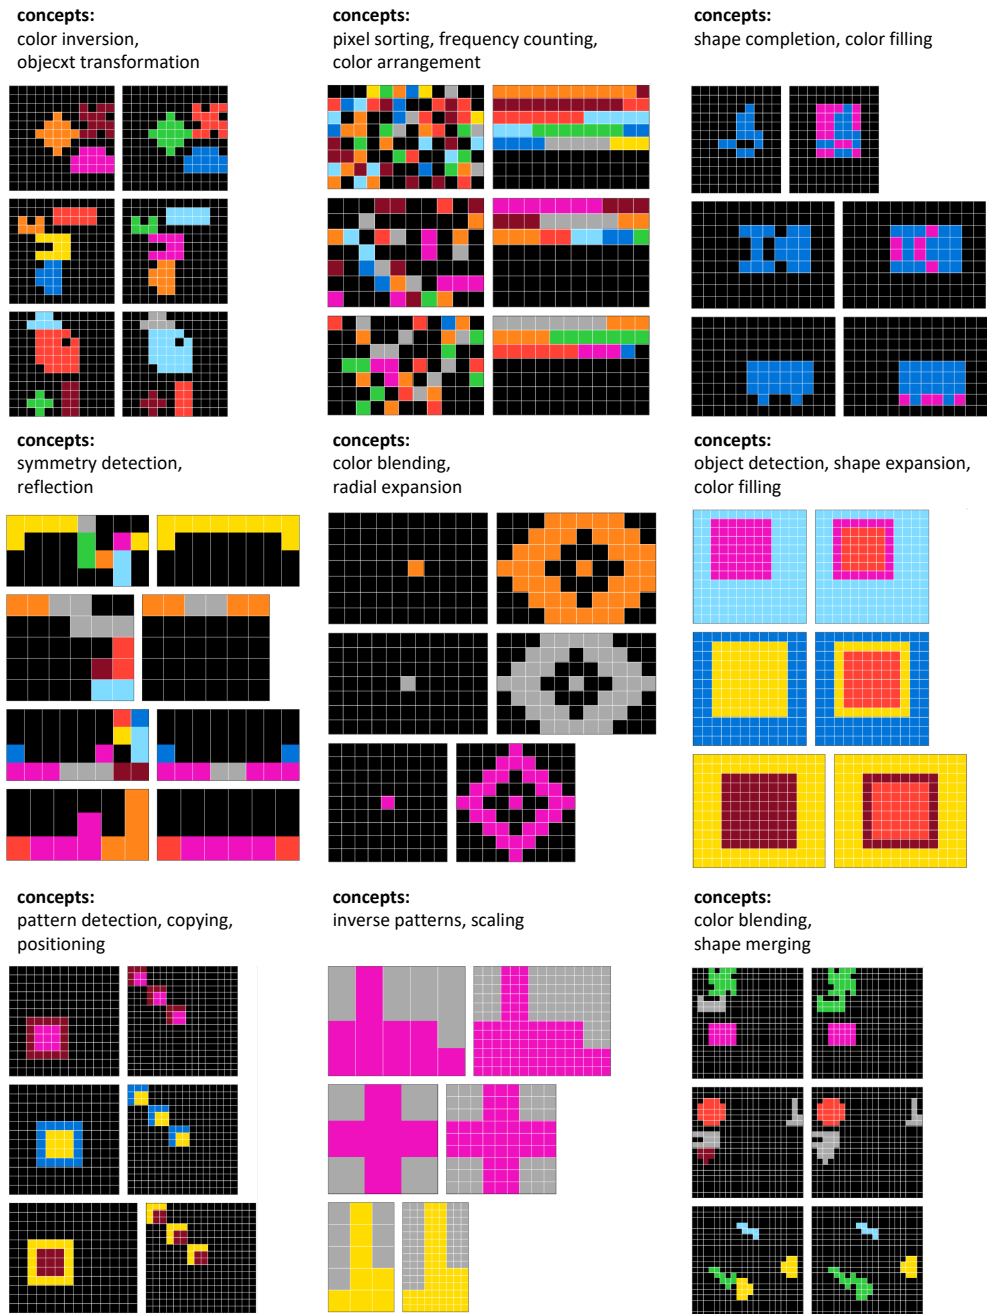 concepts:
color inversion,
objecxt transformation
concepts:
pixel sorting, frequency counting,
color arrangement
concepts:
shape completion, color filling
concepts:
symmetry detection,
reflection
concepts:
color blending,
radial expansion
concepts:
object detection, shape expansion,
color filling
concepts:
pattern detection, copying,
positioning
concepts:
inverse patterns, scaling
concepts:
color blending,
shape merging